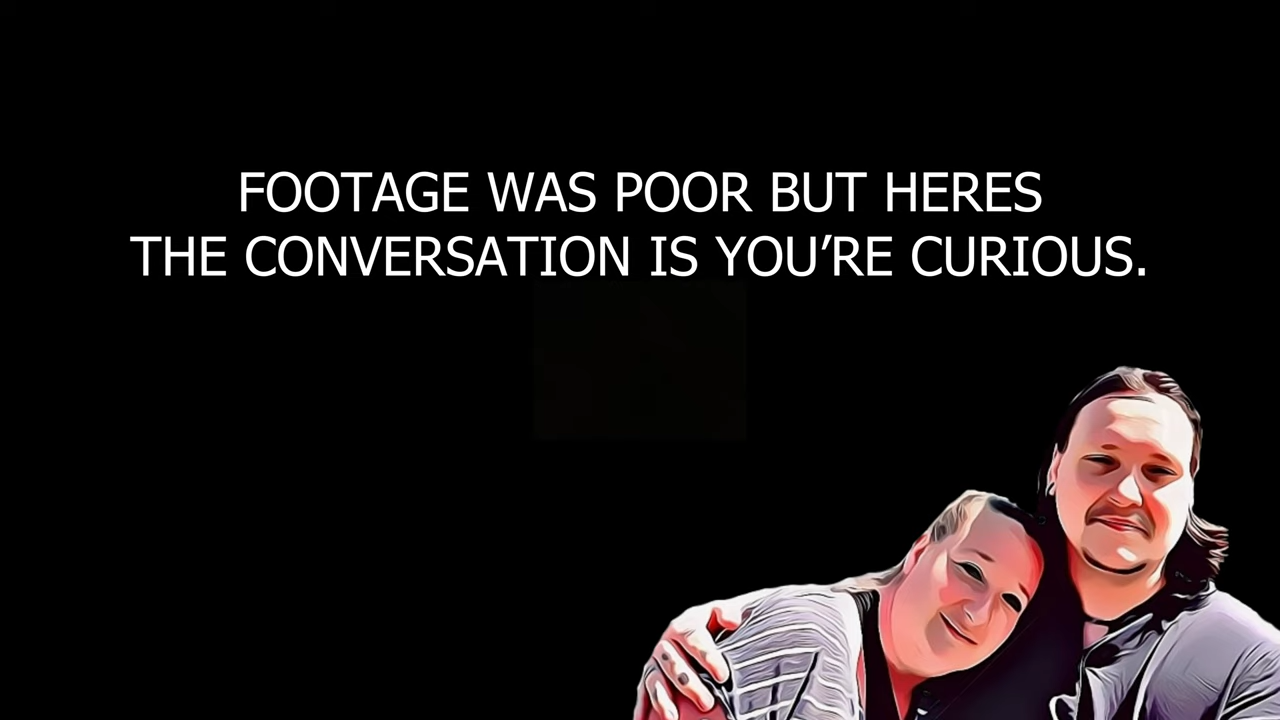 FOOTAGE WAS POOR BUT HERES
THE CONVERSATION IS YOU’RE CURIOUS.